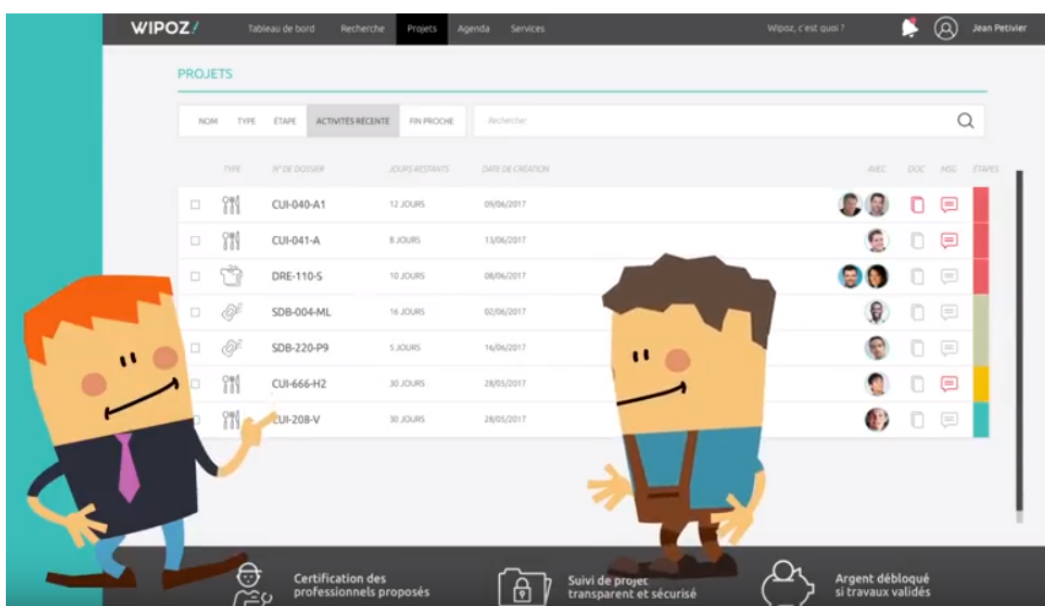 WIPOZ! Tableau de bord Recherche Projets Agenda Services Wipoz, c'est quoi ? Jean Petivier
PROJETS
NOM TYPE ÉTAPE ACTIVITÉS RÉCENTE FIN PROCHE Rechercher
TYPE N° DE DOSSIER JOURS RESTANTS DATE DE CRÉATION AVEC DOC MSG ÉTAPES
CUI-040-A1 12 JOURS 09/06/2017
CUI-041-A 8 JOURS 13/06/2017
DRE-110-S 10 JOURS 08/06/2017
SDB-004-ML 16 JOURS 02/06/2017
SDB-220-P9 5 JOURS 16/06/2017
CUI-666-H2 30 JOURS 28/05/2017
CUI-208-V 30 JOURS 28/05/2017
Certification des
professionnels proposés
Suivi de projet
transparent et sécurisé
Argent débloqué
si travaux validés